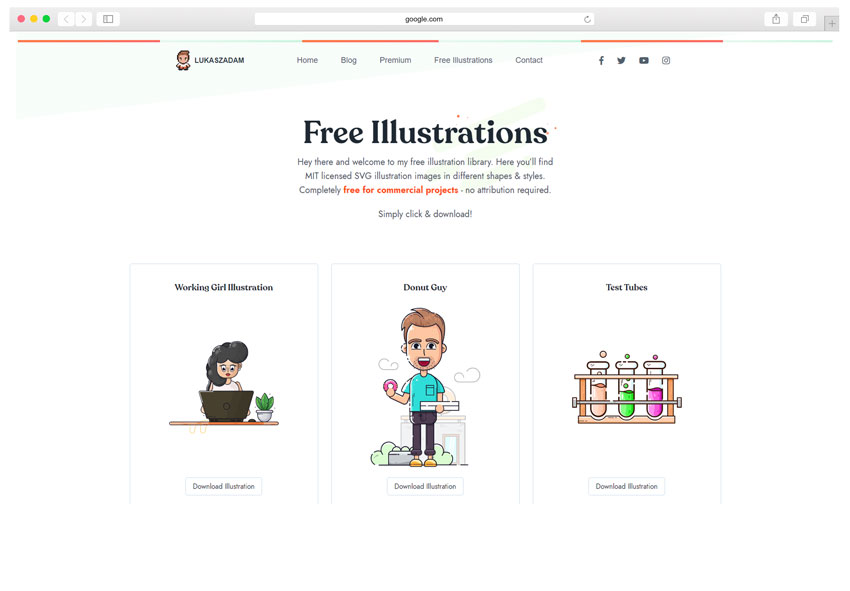 google.com
LUKASZADAM
Home Blog Premium Free Illustrations Contact
Free Illustrations
Hey there and welcome to my free illustration library. Here you'll find
MIT licensed SVG illustration images in different shapes & styles.
Completely free for commercial projects - no attribution required.
Simply click & download!
Working Girl Illustration
Donut Guy
Test Tubes
Download Illustration
Download Illustration
Download Illustration